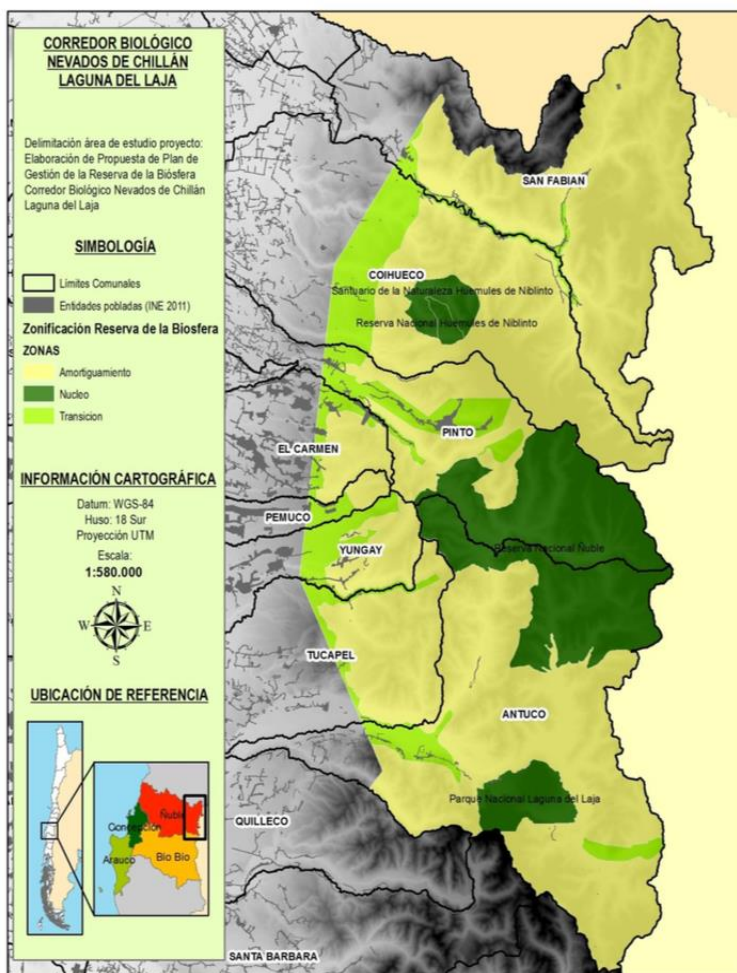 CORREDOR BIOLÓGICO
NEVADOS DE CHILLÁN
LAGUNA DEL LAJA
Delimitación área de estudio proyecto:
Elaboración de Propuesta de Plan de
Gestión de la Reserva de la Biósfera
Corredor Biológico Nevados de Chillán
Laguna del Laja
SIMBOLOGÍA
Límites Comunales
Entidades pobladas (INE 2011)
Zonificación Reserva de la Biosfera
ZONAS
Amortiguamiento
Nucleo
Transicion
INFORMACIÓN CARTOGRÁFICA
Datum: WGS-84
Huso: 18 Sur
Proyección UTM
Escala:
1:580.000
N
W E
S
UBICACIÓN DE REFERENCIA
Ñuble
Concepción
Arauco
Bío Bío
SAN FABIAN
COIHUECO
Santuario de la Naturaleza Huemules de Niblinto
Reserva Nacional Huemules de Niblinto
PINTO
EL CARMEN
PEMUCO
YUNGAY
Reserva Nacional Ñuble
TUCAPEL
ANTUCO
Parque Nacional Laguna del Laja
QUILLECO
SANTA BARBARA